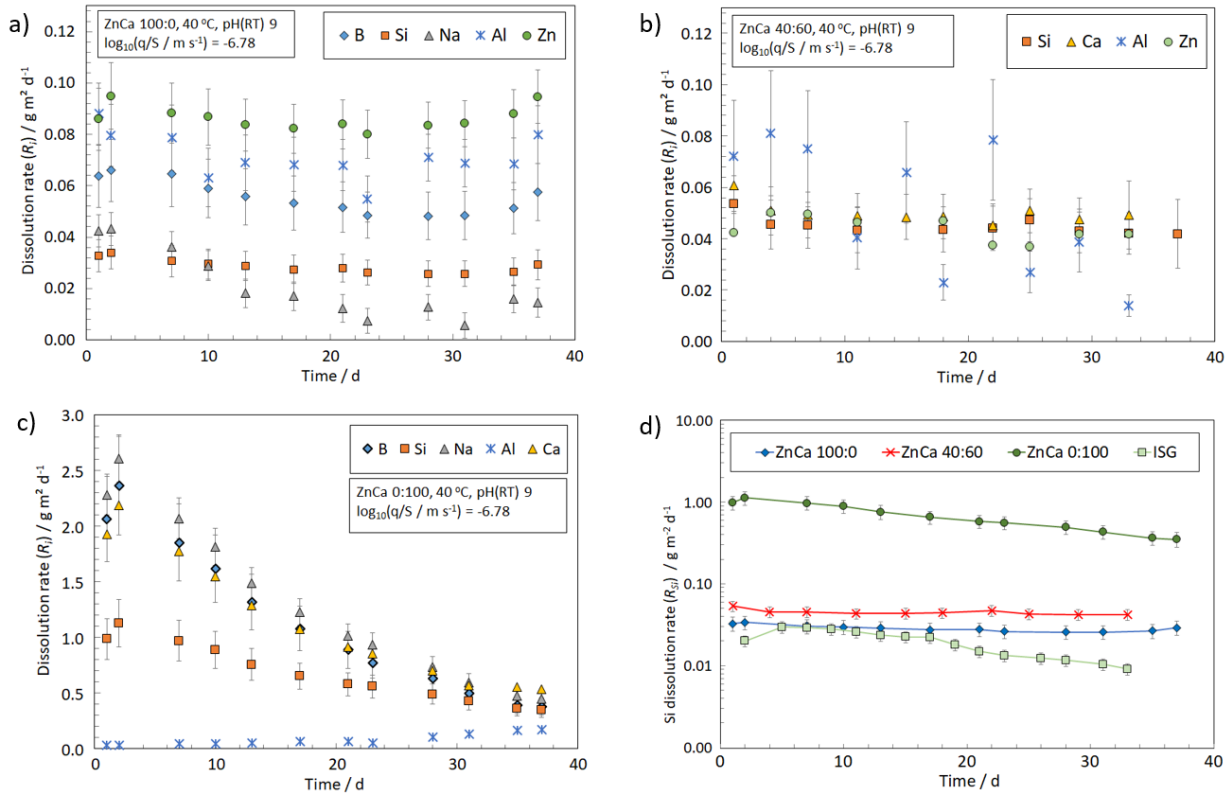 a)
ZnCa 100:0, 40 ºC, pH(RT) 9
log10(q/S / m s-1) = -6.78
B Si Na Al Zn
Dissolution rate (Ri) / g m² d-1
0.12
0.10
0.08
0.06
0.04
0.02
0.00
0 10 20 30 40
Time / d
b)
ZnCa 40:60, 40 ºC, pH(RT) 9
log10(q/S / m s-1) = -6.78
Si Ca Al Zn
Dissolution rate (Ri) / g m² d-1
0.12
0.10
0.08
0.06
0.04
0.02
0.00
0 10 20 30 40
Time / d
c)
B Si Na Al Ca
ZnCa 0:100, 40 ºC, pH(RT) 9
log10(q/S / m s-1) = -6.78
Dissolution rate (Ri) / g m² d-1
3.0
2.5
2.0
1.5
1.0
0.5
0.0
0 10 20 30 40
Time / d
d)
ZnCa 100:0 ZnCa 40:60 ZnCa 0:100 ISG
Si dissolution rate (RSi) / g m-2 d-1
10.00
1.00
0.10
0.01
0.00
0 10 20 30 40
Time / d